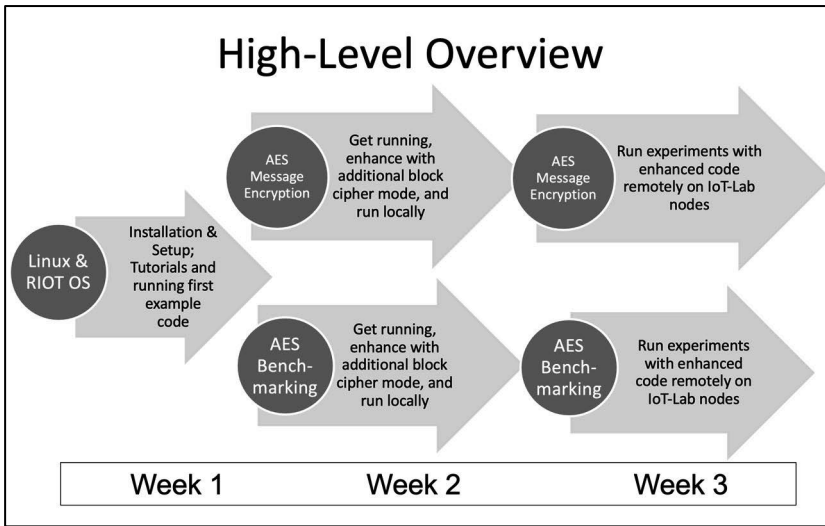 High-Level Overview
Linux &
RIOT OS
Installation &
Setup;
Tutorials and
running first
example
code
AES
Message
Encryption
Get running,
enhance with
additional block
cipher mode, and
run locally
AES
Message
Encryption
Run experiments with
enhanced code
remotely on IoT-Lab
nodes
AES
Bench-
marking
Get running,
enhance with
additional block
cipher mode, and
run locally
AES
Bench-
marking
Run experiments
with enhanced
code remotely on
IoT-Lab nodes
Week 1
Week 2
Week 3